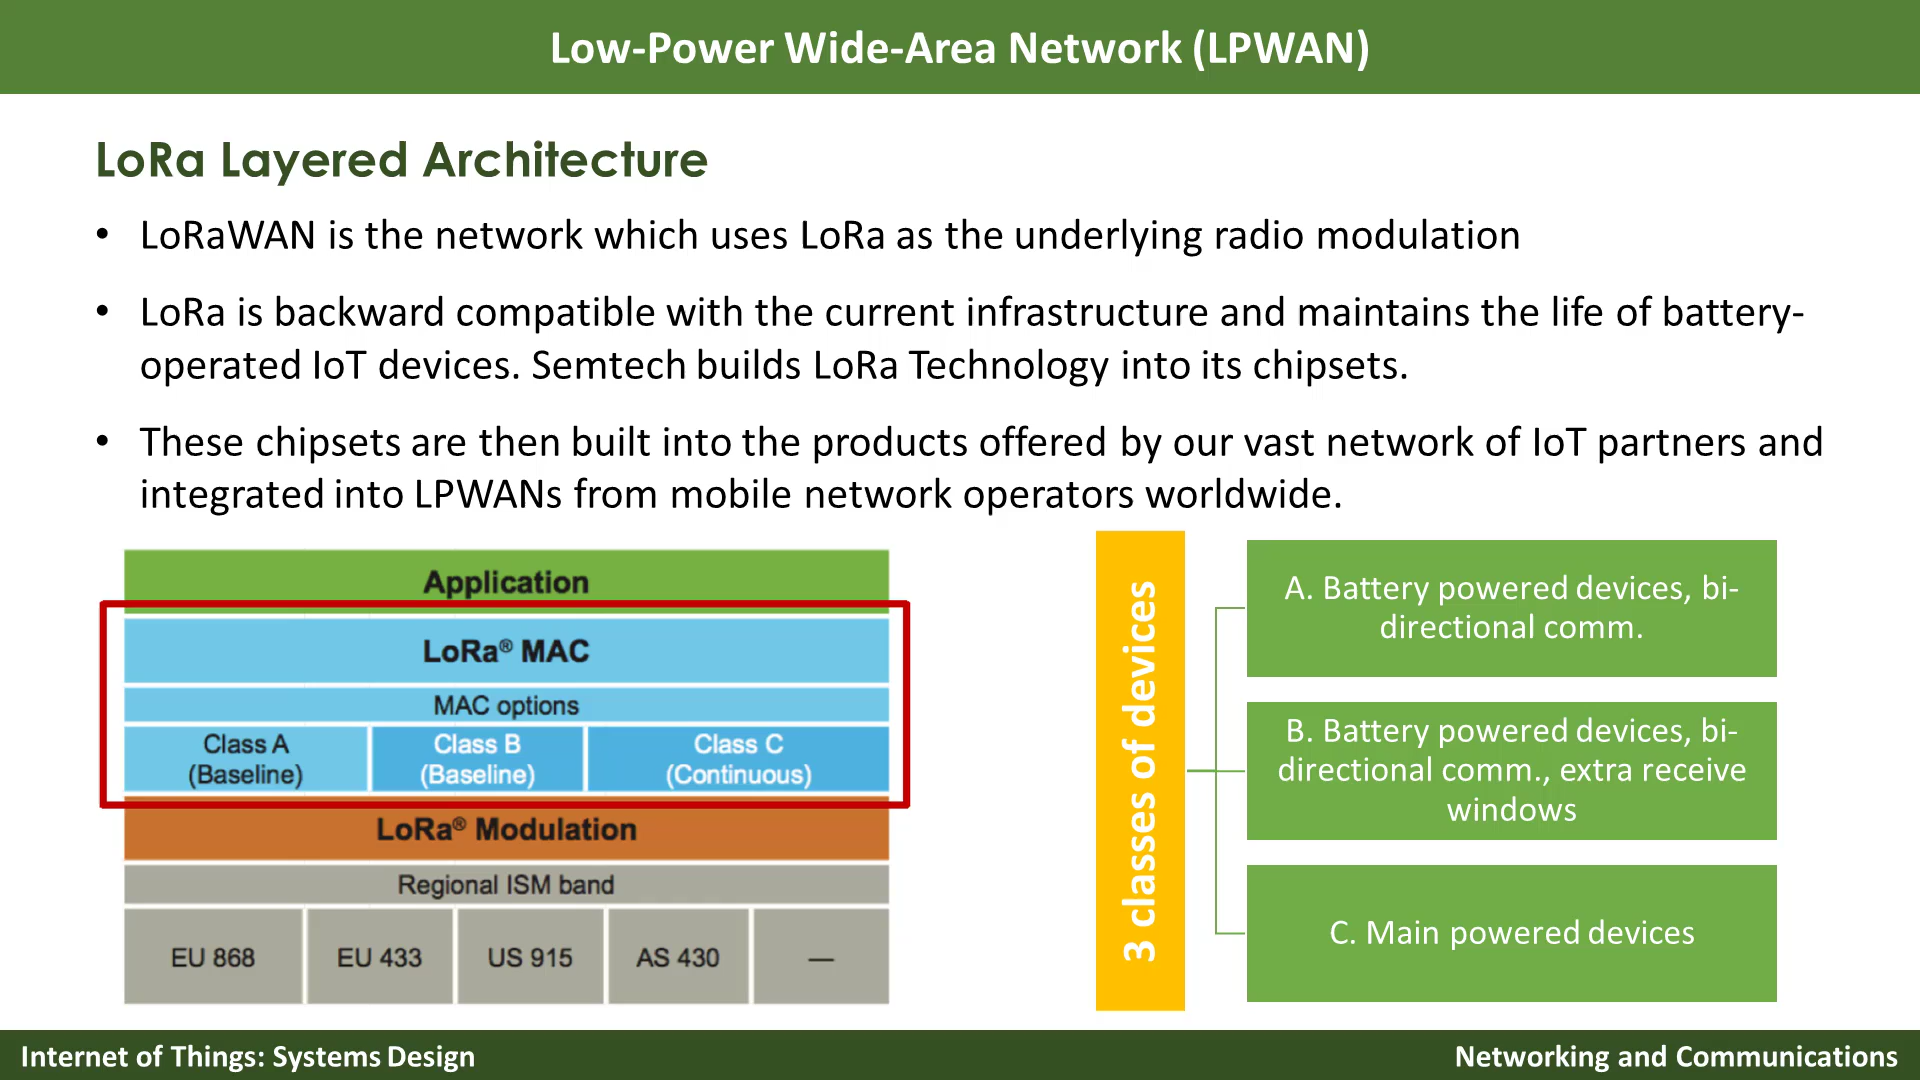 Low-Power Wide-Area Network (LPWAN)
LoRa Layered Architecture
• LoRaWAN is the network which uses LoRa as the underlying radio modulation
• LoRa is backward compatible with the current infrastructure and maintains the life of battery-
operated IoT devices. Semtech builds LoRa Technology into its chipsets.
• These chipsets are then built into the products offered by our vast network of IoT partners and
integrated into LPWANs from mobile network operators worldwide.
Application
LoRa® MAC
MAC options
Class A
(Baseline)
Class B
(Baseline)
Class C
(Continuous)
LoRa® Modulation
Regional ISM band
EU 868
EU 433
US 915
AS 430
—
3 classes of devices
A. Battery powered devices, bi-
directional comm.
B. Battery powered devices, bi-
directional comm., extra receive
windows
C. Main powered devices
Internet of Things: Systems Design
Networking and Communications